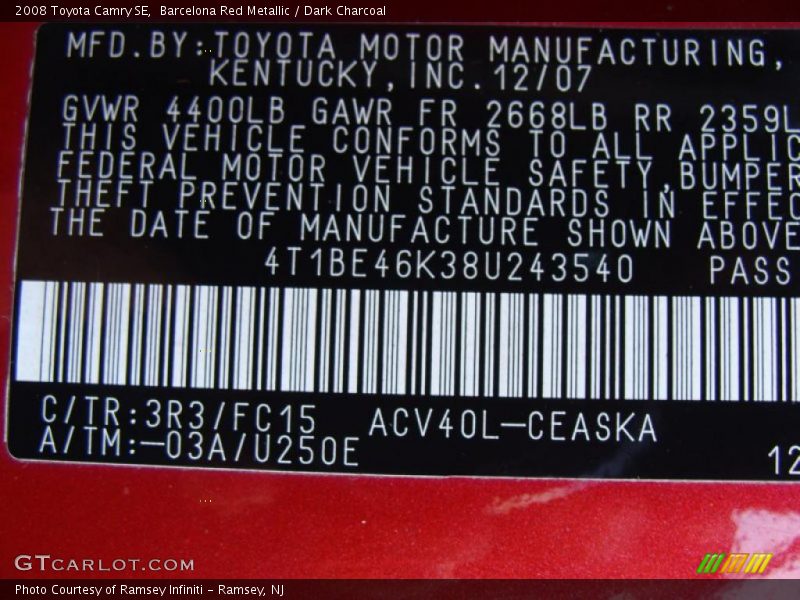 2008 Toyota Camry SE, Barcelona Red Metallic / Dark Charcoal
MFD. BY: TOYOTA MOTOR MANUFACTURING,
KENTUCKY, INC. 12/07
GVWR 4400LB GAWR FR 2668LB RR 2359L
THIS VEHICLE CONFORMS TO ALL APPLIC
FEDERAL MOTOR VEHICLE SAFETY, BUMPER
THEFT PREVENTION STANDARDS IN EFFEC
THE DATE OF MANUFACTURE SHOWN ABOVE
4T1BE46K38U243540 PASS
C/TR:3R3/FC15 ACV40L-CEASKA
A/TM:-03A/U250E
12
GTCARLOT.COM
Photo Courtesy of Ramsey Infiniti - Ramsey, NJ